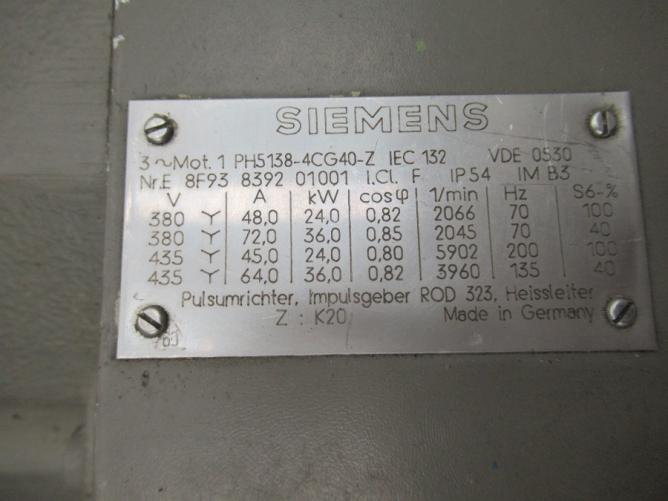 SIEMENS
3~Mot. 1 PH5138-4CG40-Z IEC 132 VDE 0530
Nr.E 8F93 8392 01001 I.Cl. F IP54 IM B3
V A kW cosφ 1/min Hz S6-%
380 Y 48,0 24,0 0,82 2066 70 100
380 Y 72,0 36,0 0,85 2045 70 40
435 Y 45,0 24,0 0,80 5902 200 100
435 Y 64,0 36,0 0,82 3960 135 40
Pulsumrichter, Impulsgeber ROD 323, Heissleiter
Z : K20 Made in Germany